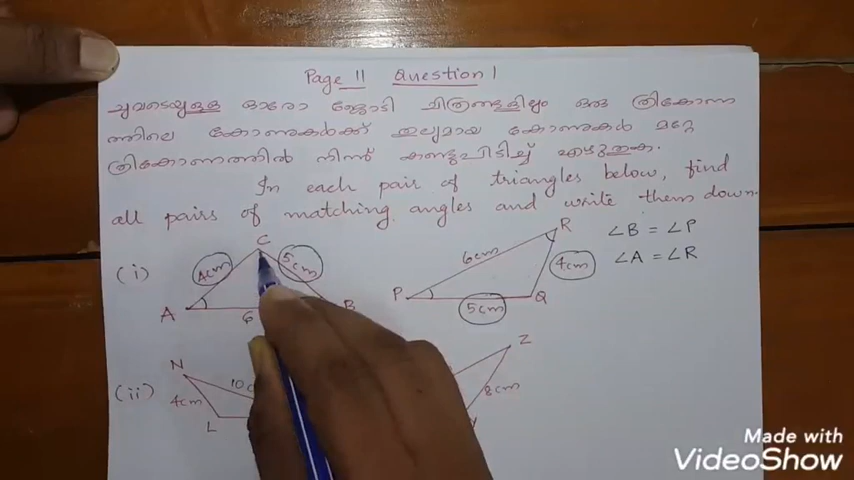 Page 11 Question 1
ചുവടെയുള്ള ഓരോ ജോടി ചിത്രങ്ങളിലും ഒരു ത്രികോണ
ത്തിലെ കോണുകൾക്ക് തുല്യമായ കോണുകൾ മറ്റേ
ത്രികോണത്തിൽ നിന്ന് കണ്ടുപിടിച്ച് എഴുതുക.
In each pair of triangles below, find
all pairs of matching angles and write them down.
(i)
C
4cm
5cm
A
B
6
R
6cm
4cm
P
5cm
Q
∠B = ∠P
∠A = ∠R
(ii)
N
4cm
L
Z
8cm
Made With
VideoShow